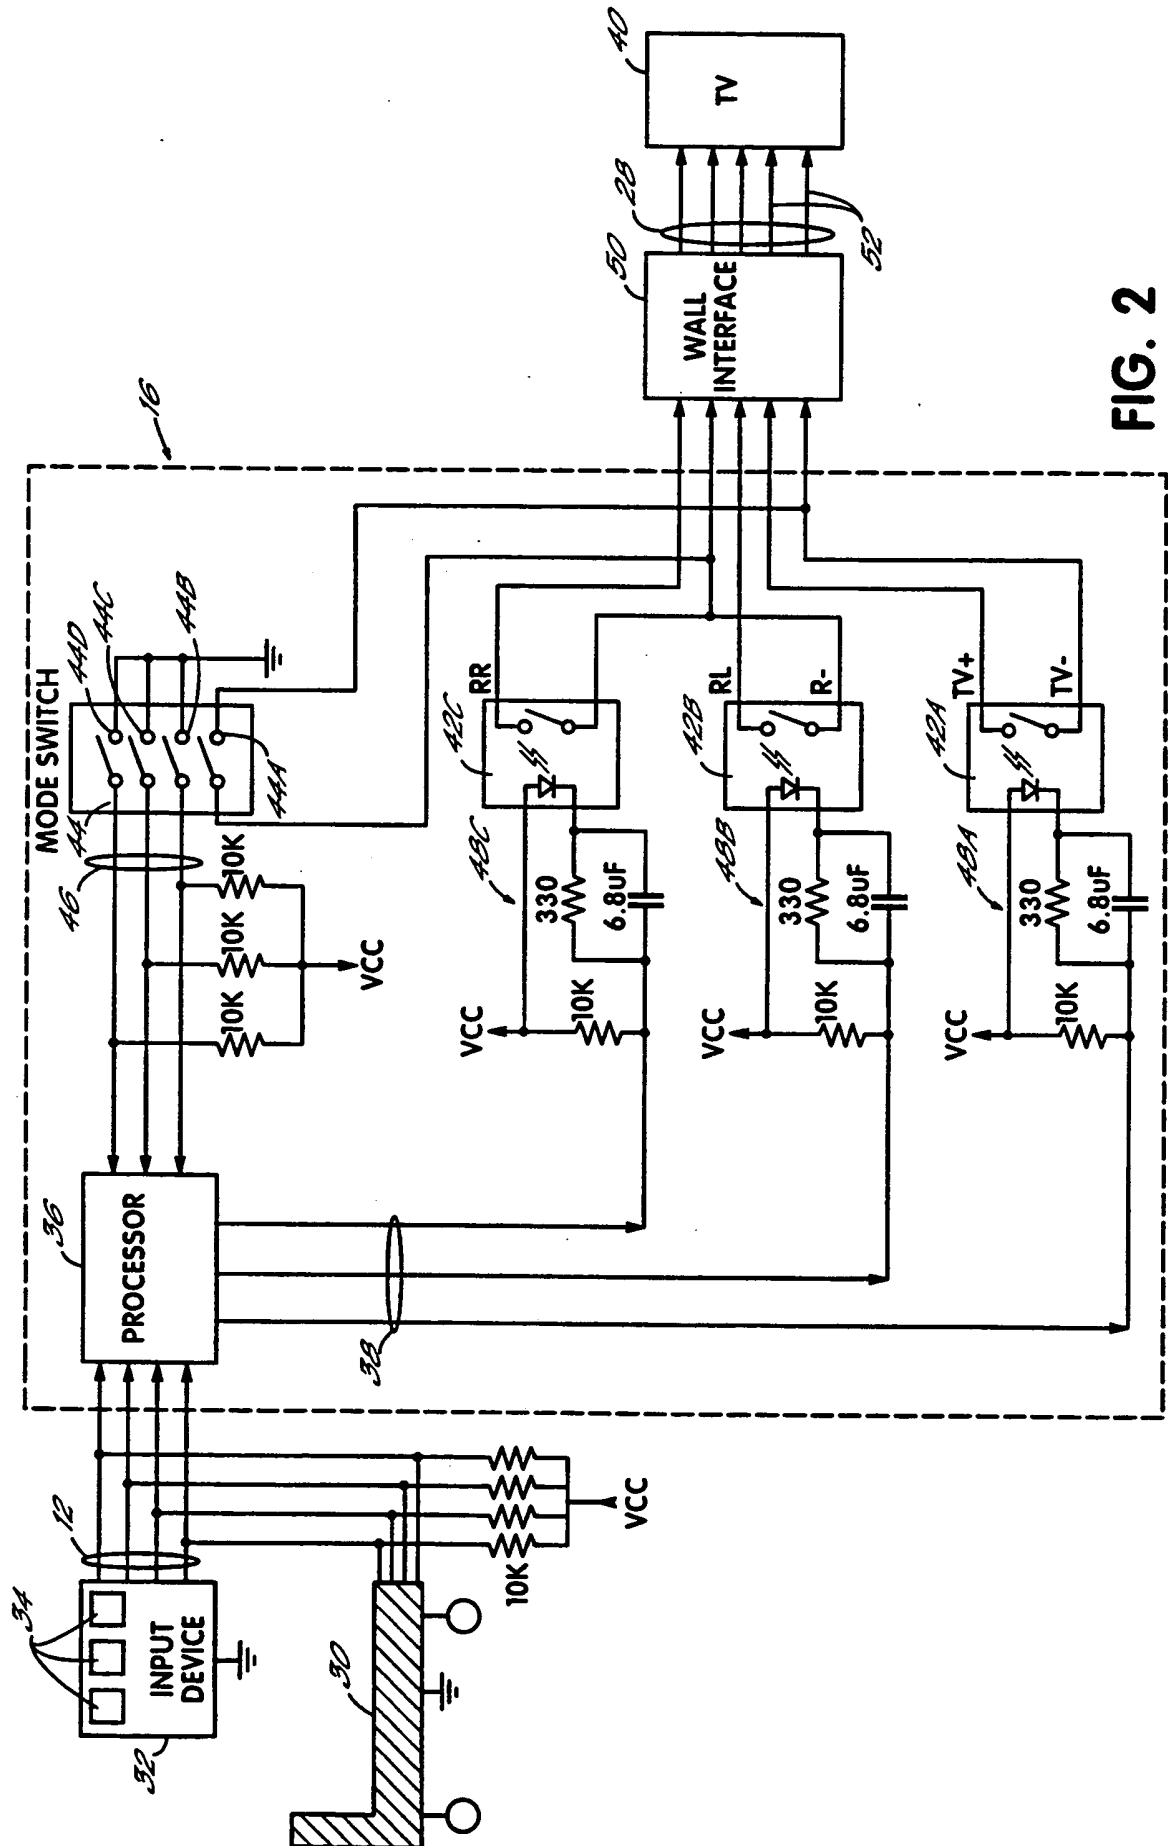 40
TV
28
52
50
WALL
INTERFACE
FIG. 2
16
MODE SWITCH
44D
44C
44B
44A
44
46
10K
10K
10K
VCC
RR
42C
48C
330
6.8uF
VCC
10K
RL
R-
42B
48B
330
6.8uF
VCC
10K
TV+
TV-
42A
48A
330
6.8uF
VCC
10K
36
PROCESSOR
38
12
34
INPUT
DEVICE
32
30
10K
VCC